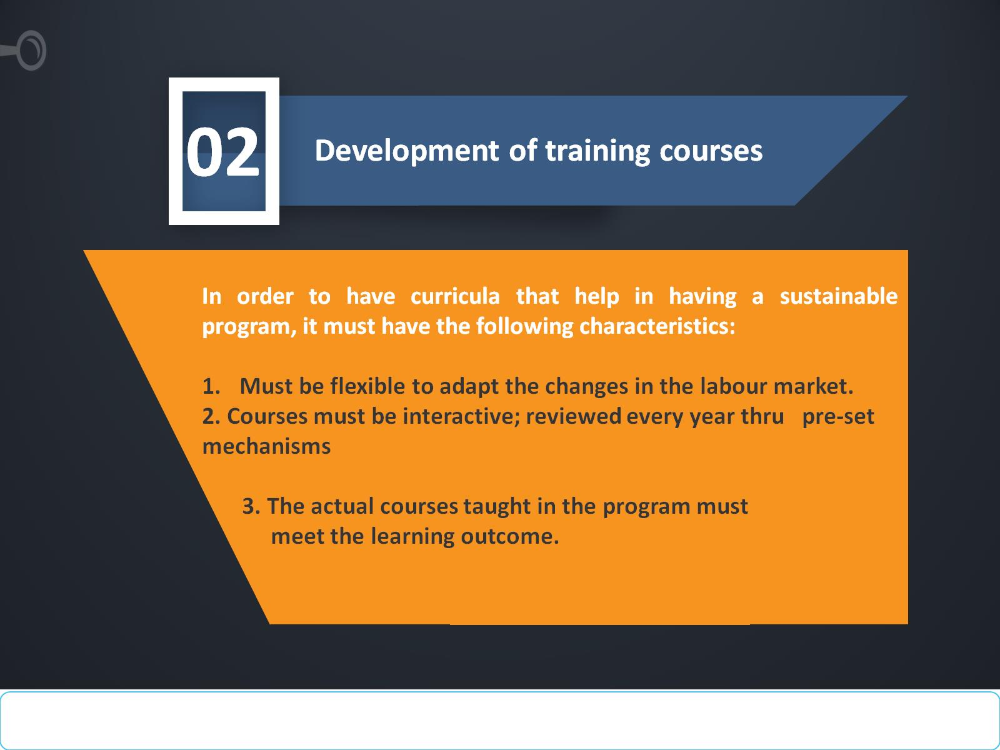 02
Development of training courses
In order to have curricula that help in having a sustainable
program, it must have the following characteristics:
1. Must be flexible to adapt the changes in the labour market.
2. Courses must be interactive; reviewed every year thru pre-set
mechanisms
3. The actual courses taught in the program must
meet the learning outcome.